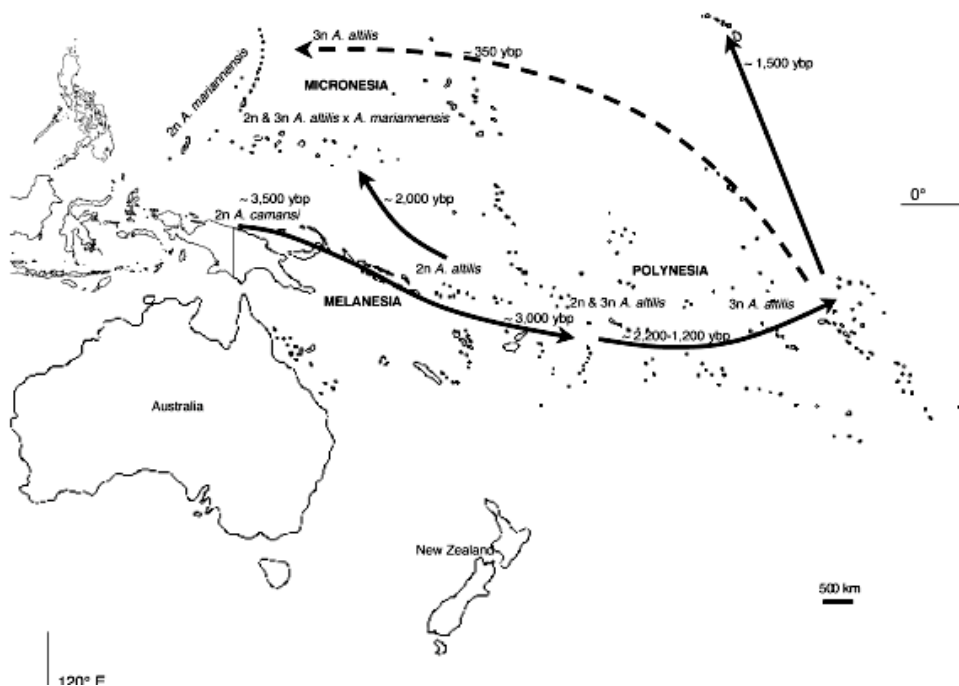 3n A. altilis
~350 ybp
~ 1,500 ybp
MICRONESIA
2n A. mariannensis
2n & 3n A. altilis x A. mariannensis
0°
~ 3,500 ybp
~ 2,000 ybp
2n A. camansi
2n A. altilis
POLYNESIA
MELANESIA
2n & 3n A. altilis
3n A. altilis
~ 3,000 ybp
~ 2,200-1,200 ybp
Australia
New Zealand
500 km
120° E